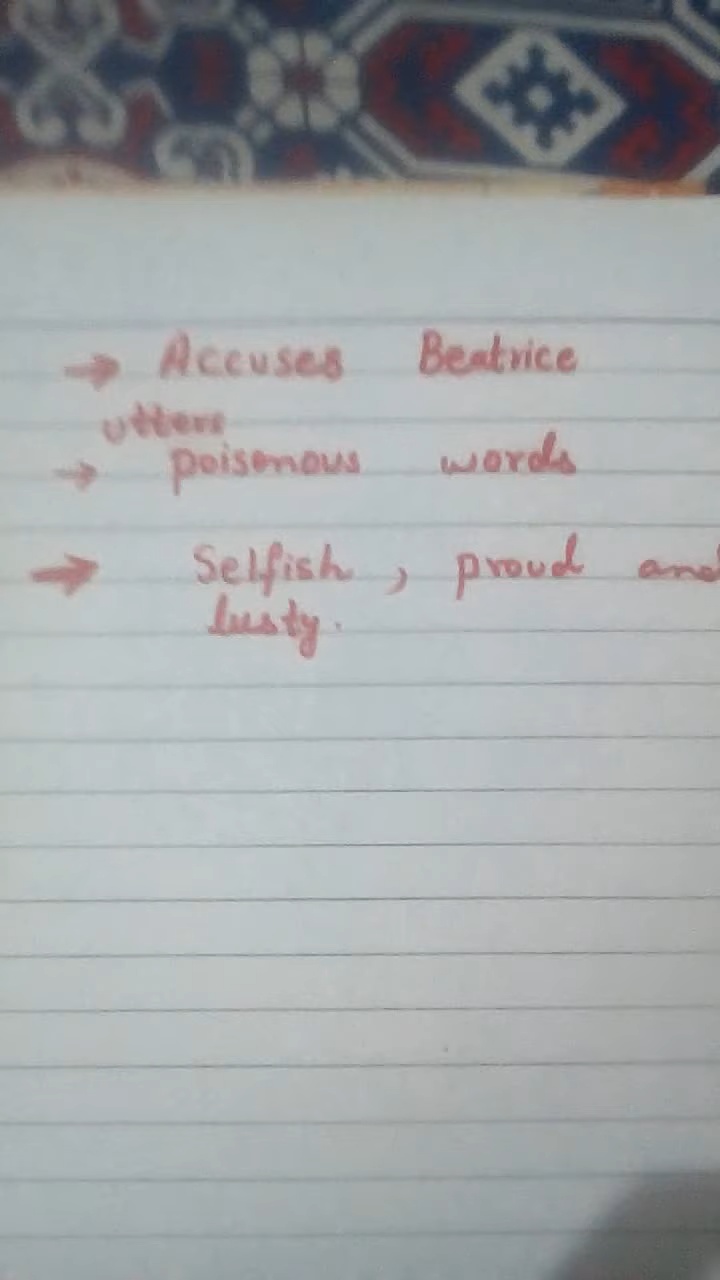 → Accuses Beatrice
utters
→ poisonous words
→ Selfish, proud and
lusty.